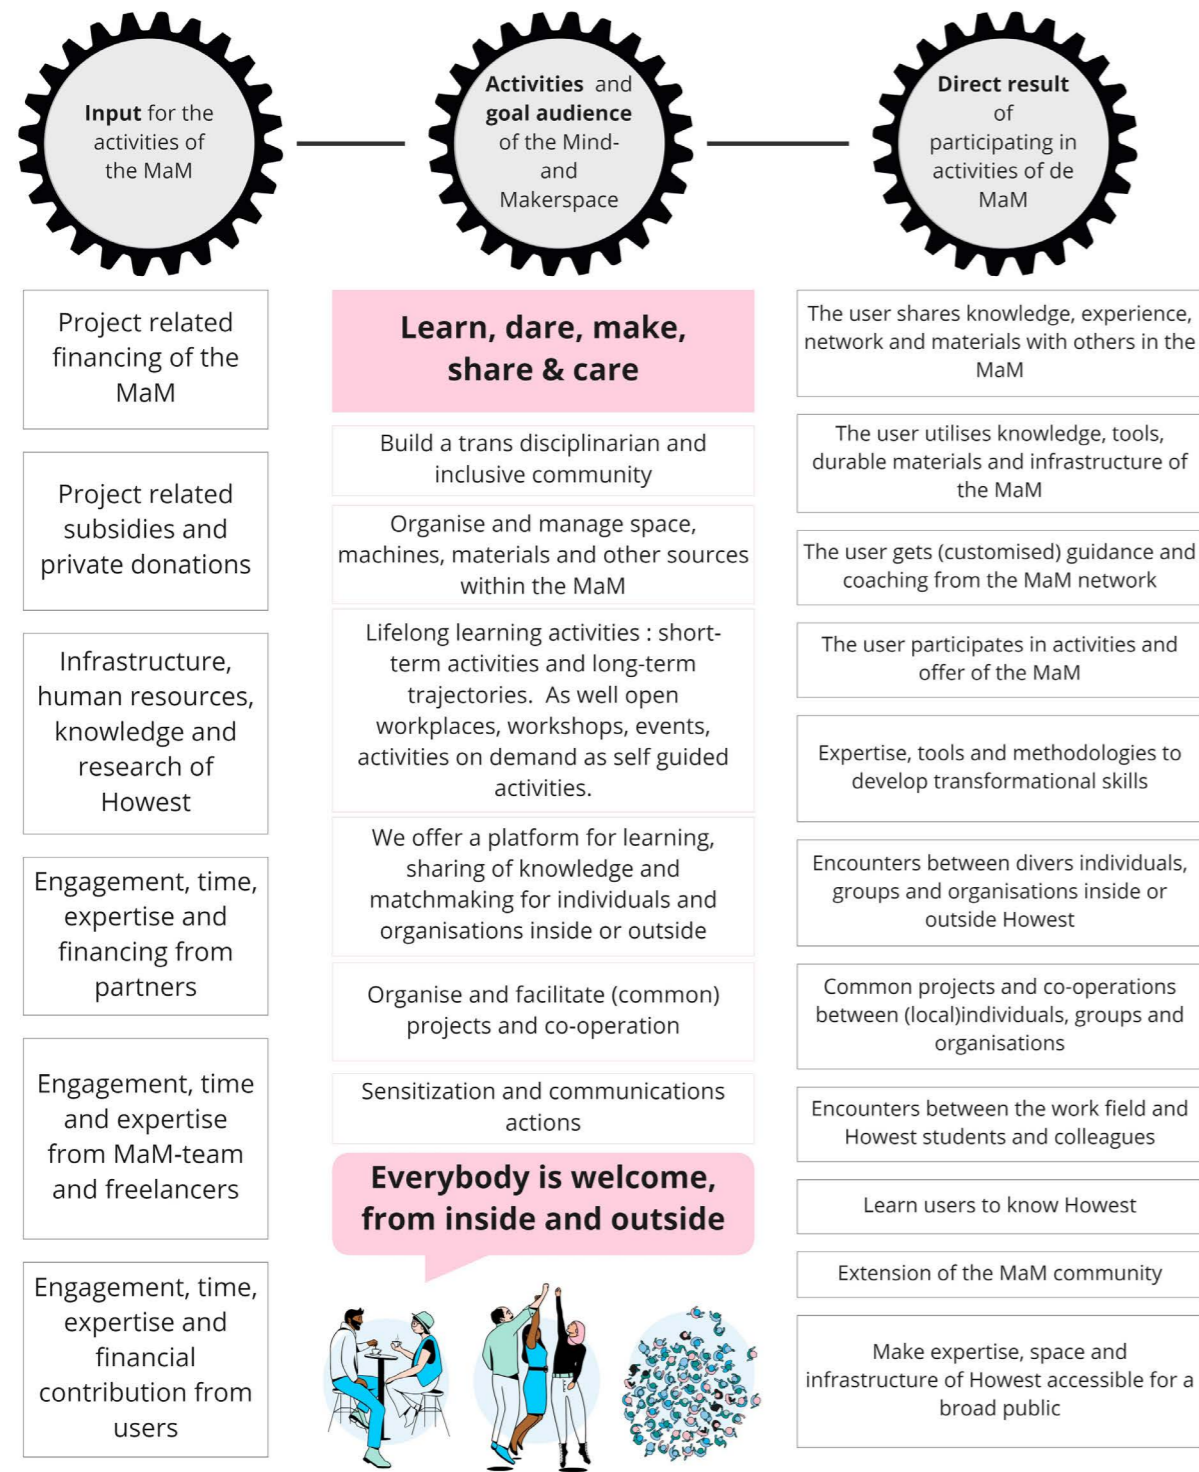 Input for the
activities of
the MaM
Activities and
goal audience
of the Mind-
and
Makerspace
Direct result
of
participating in
activities of de
MaM
Project related
financing of the
MaM
Project related
subsidies and
private donations
Infrastructure,
human resources,
knowledge and
research of
Howest
Engagement, time,
expertise and
financing from
partners
Engagement, time
and expertise
from MaM-team
and freelancers
Engagement, time,
expertise and
financial
contribution from
users
Learn, dare, make,
share & care
Build a trans disciplinarian and
inclusive community
Organise and manage space,
machines, materials and other sources
within the MaM
Lifelong learning activities : short-
term activities and long-term
trajectories. As well open
workplaces, workshops, events,
activities on demand as self guided
activities.
We offer a platform for learning,
sharing of knowledge and
matchmaking for individuals and
organisations inside or outside
Organise and facilitate (common)
projects and co-operation
Sensitization and communications
actions
Everybody is welcome,
from inside and outside
The user shares knowledge, experience,
network and materials with others in the
MaM
The user utilises knowledge, tools,
durable materials and infrastructure of
the MaM
The user gets (customised) guidance and
coaching from the MaM network
The user participates in activities and
offer of the MaM
Expertise, tools and methodologies to
develop transformational skills
Encounters between divers individuals,
groups and organisations inside or
outside Howest
Common projects and co-operations
between (local)individuals, groups and
organisations
Encounters between the work field and
Howest students and colleagues
Learn users to know Howest
Extension of the MaM community
Make expertise, space and
infrastructure of Howest accessible for a
broad public